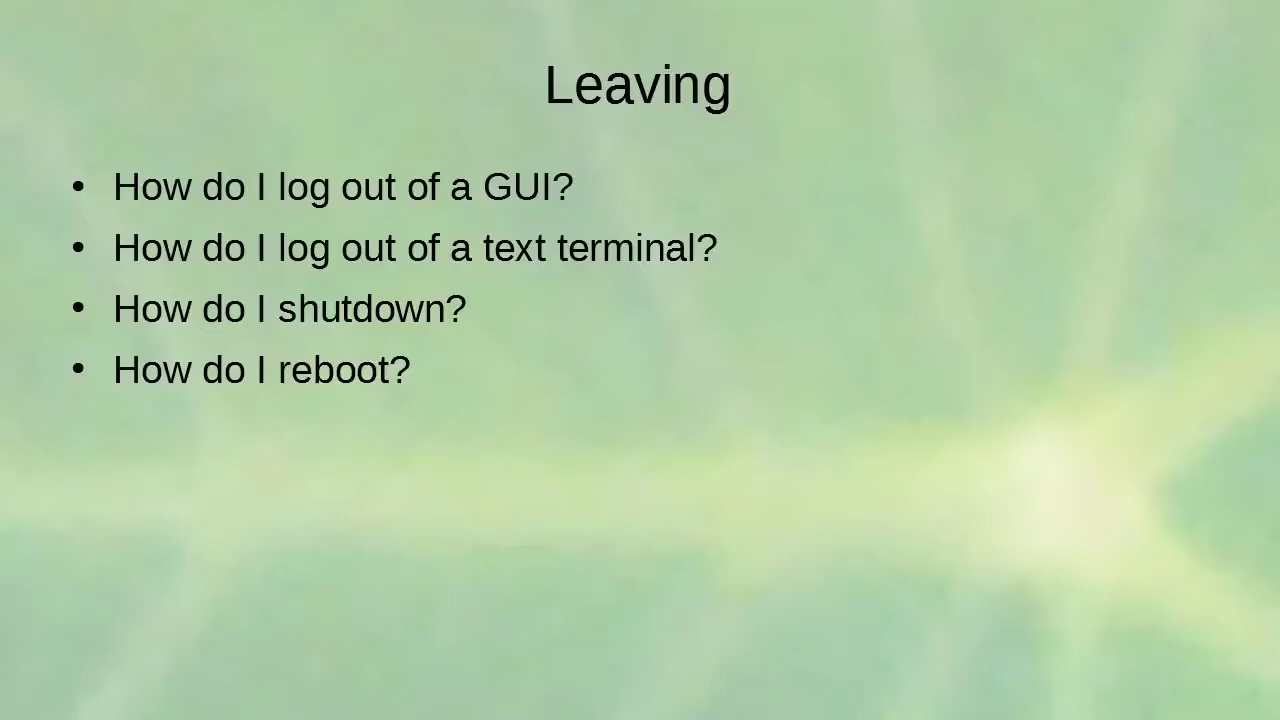 Leaving
• How do I log out of a GUI?
• How do I log out of a text terminal?
• How do I shutdown?
• How do I reboot?